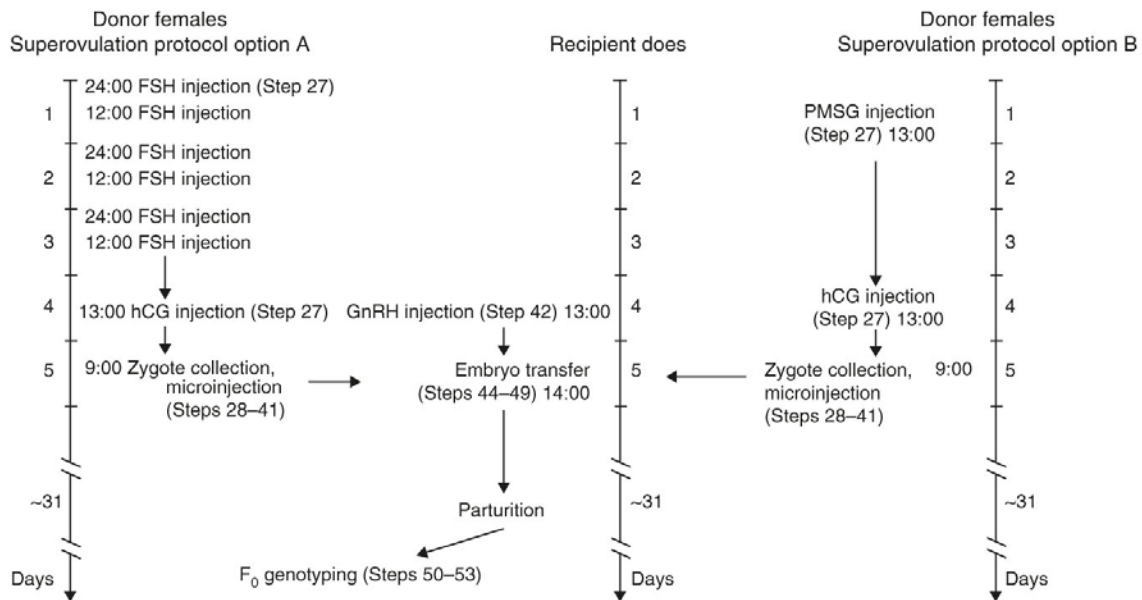 Donor females
Superovulation protocol option A
Recipient does
Donor females
Superovulation protocol option B
24:00 FSH injection (Step 27)
1
12:00 FSH injection
24:00 FSH injection
2
12:00 FSH injection
24:00 FSH injection
3
12:00 FSH injection
4
13:00 hCG injection (Step 27)
5
9:00 Zygote collection,
microinjection
(Steps 28–41)
~31
Days
GnRH injection (Step 42) 13:00
Embryo transfer
(Steps 44–49) 14:00
Parturition
F0 genotyping (Steps 50–53)
1
2
3
4
5
~31
Days
PMSG injection
(Step 27) 13:00
hCG injection
(Step 27) 13:00
Zygote collection, 9:00
microinjection
(Steps 28–41)
1
2
3
4
5
~31
Days